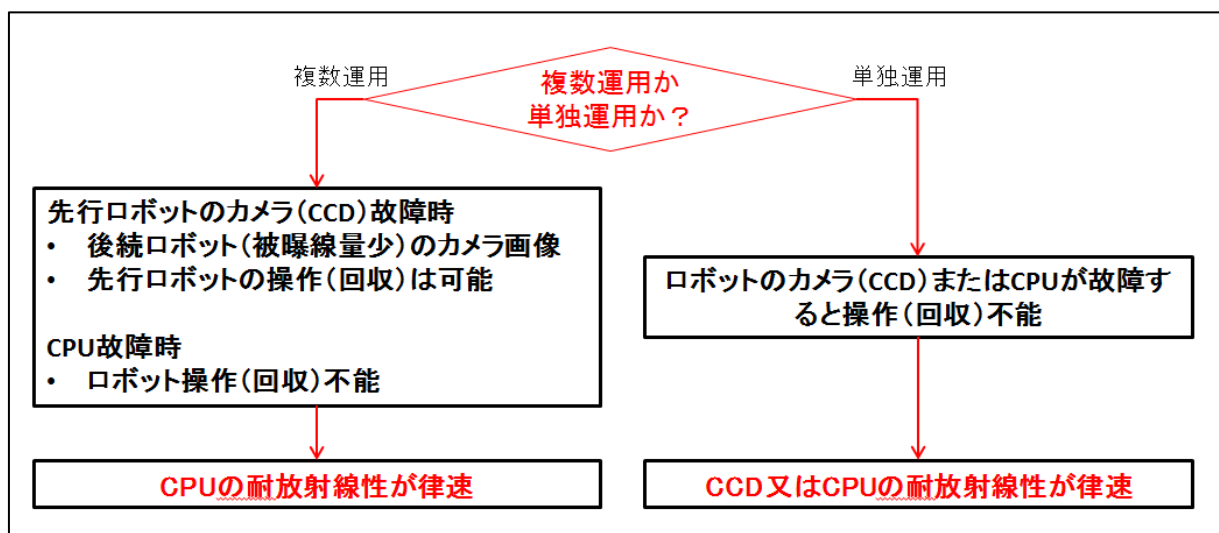 複数運用
複数運用か
単独運用か？
単独運用
先行ロボットのカメラ（CCD）故障時
• 後続ロボット（被曝線量少）のカメラ画像
• 先行ロボットの操作（回収）は可能
CPU故障時
• ロボット操作（回収）不能
ロボットのカメラ（CCD）またはCPUが故障す
ると操作（回収）不能
CPUの耐放射線性が律速
CCD又はCPUの耐放射線性が律速